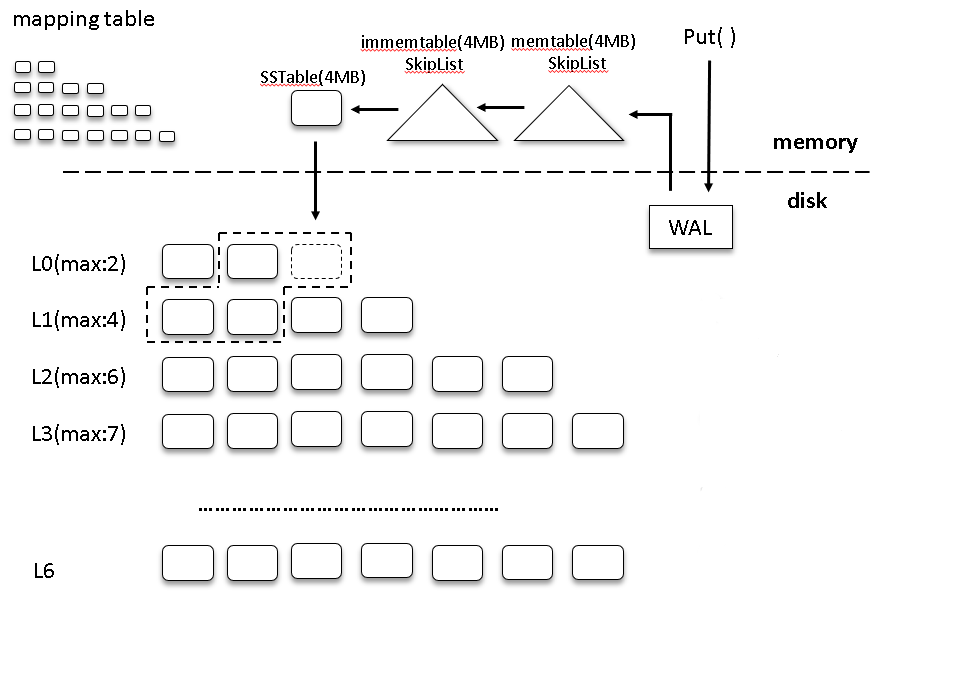 mapping table
immemtable(4MB) memtable(4MB)
SkipList SkipList
Put( )
SSTable(4MB)
memory
disk
WAL
L0(max:2)
L1(max:4)
L2(max:6)
L3(max:7)
L6